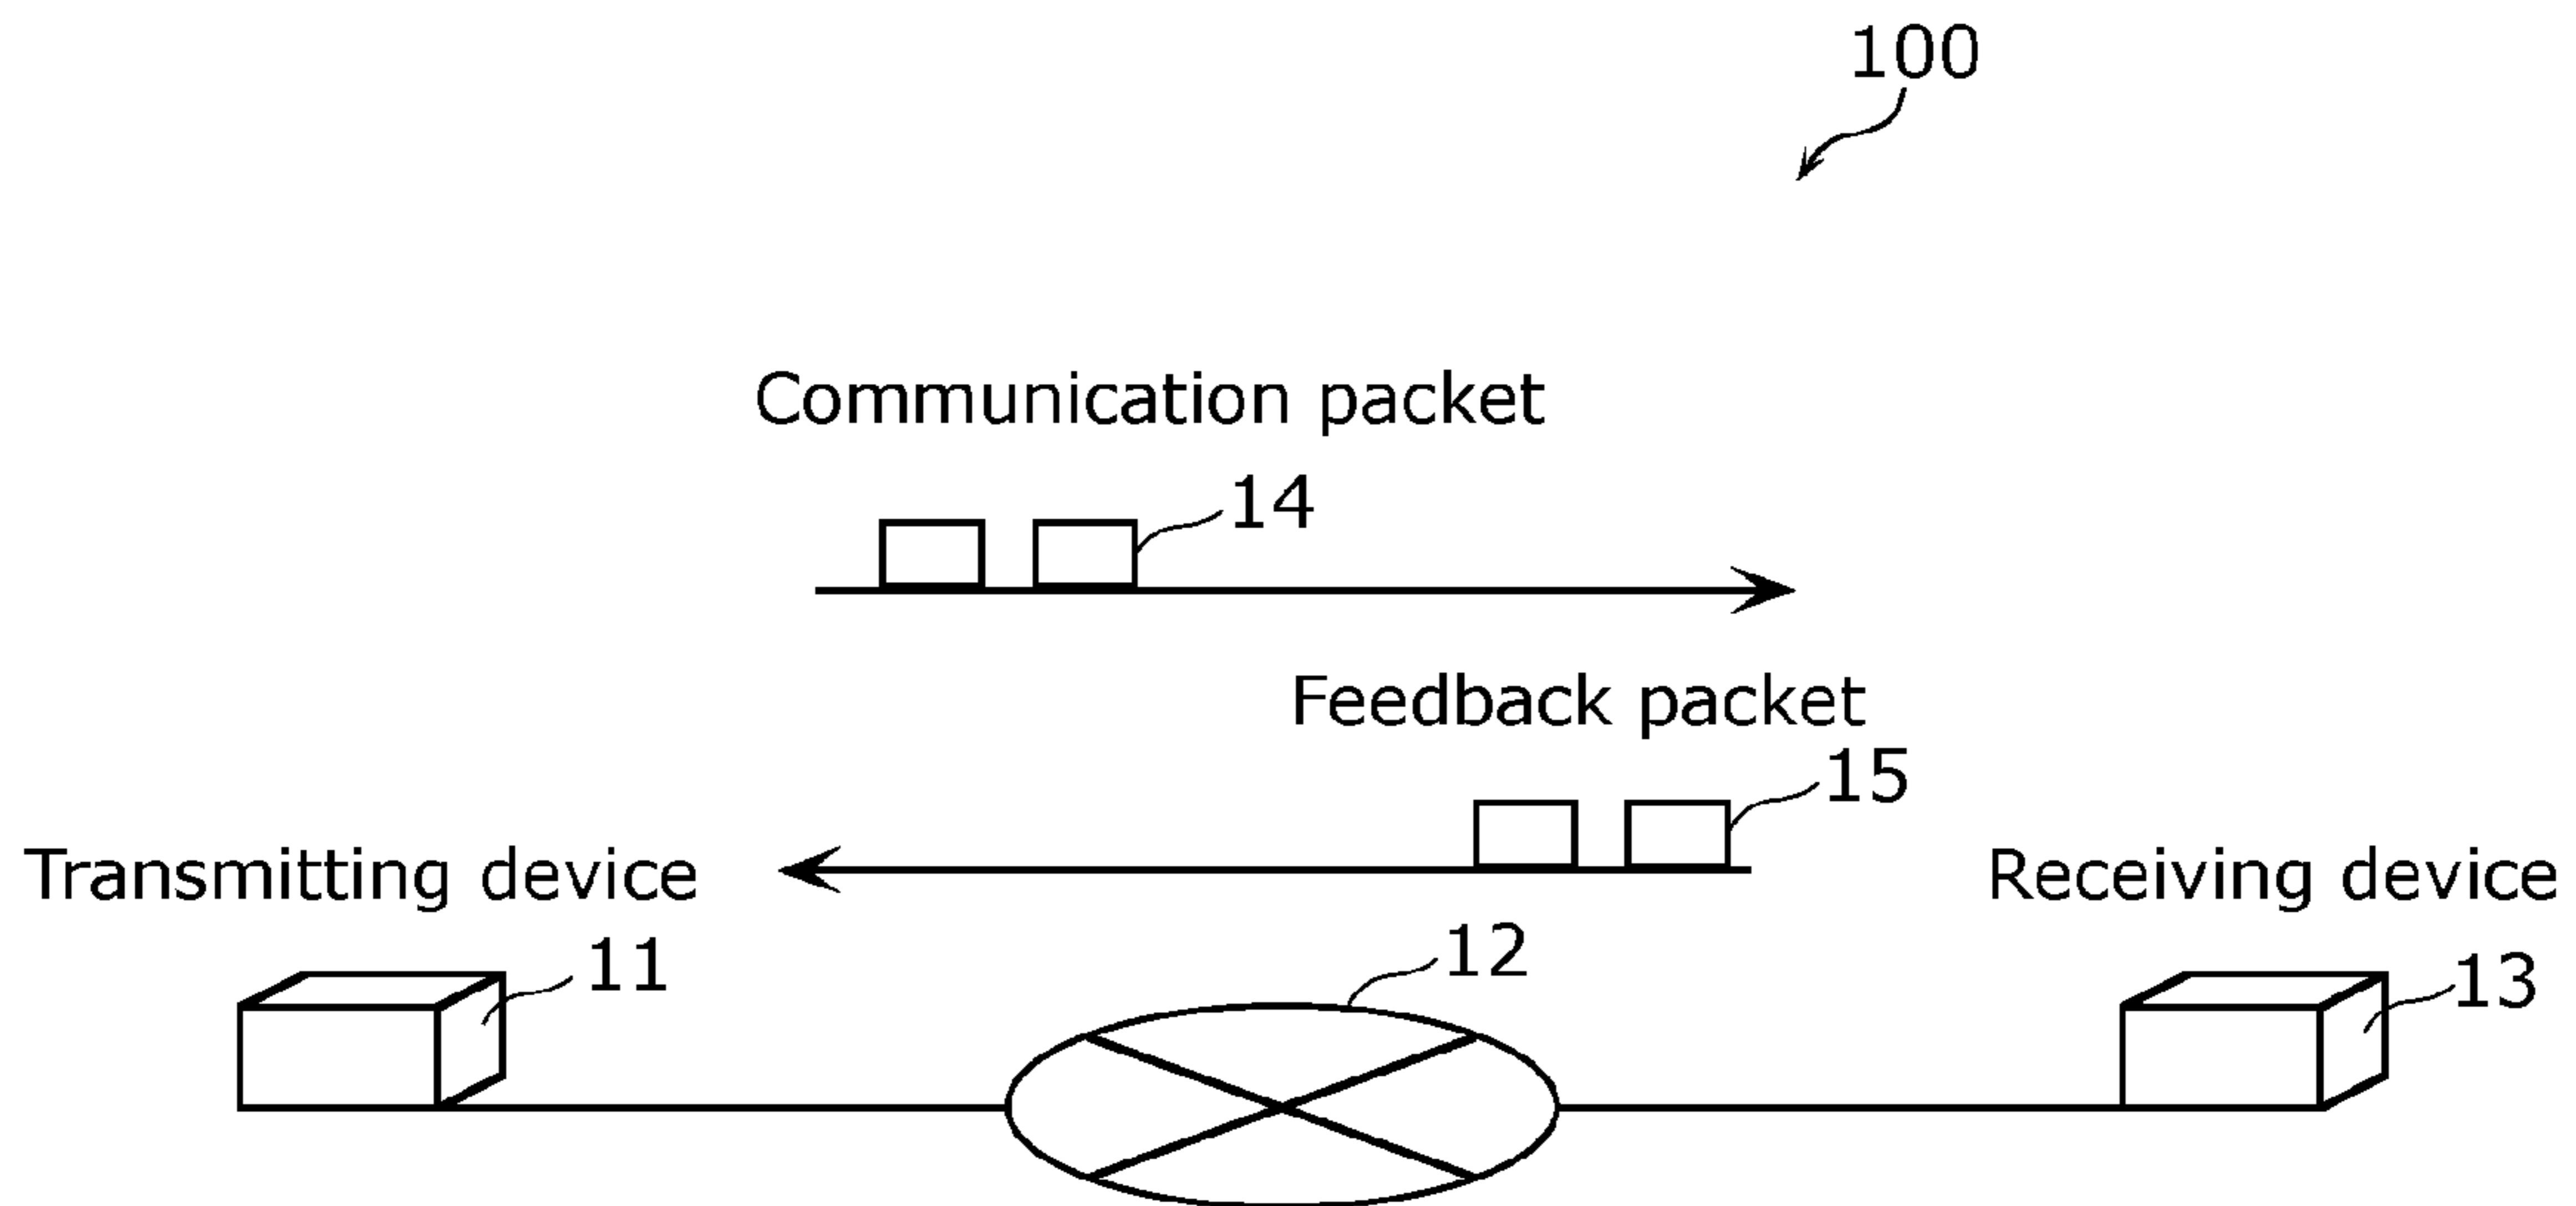 100
Communication packet
14
Feedback packet
15
Transmitting device
Receiving device
11
12
13